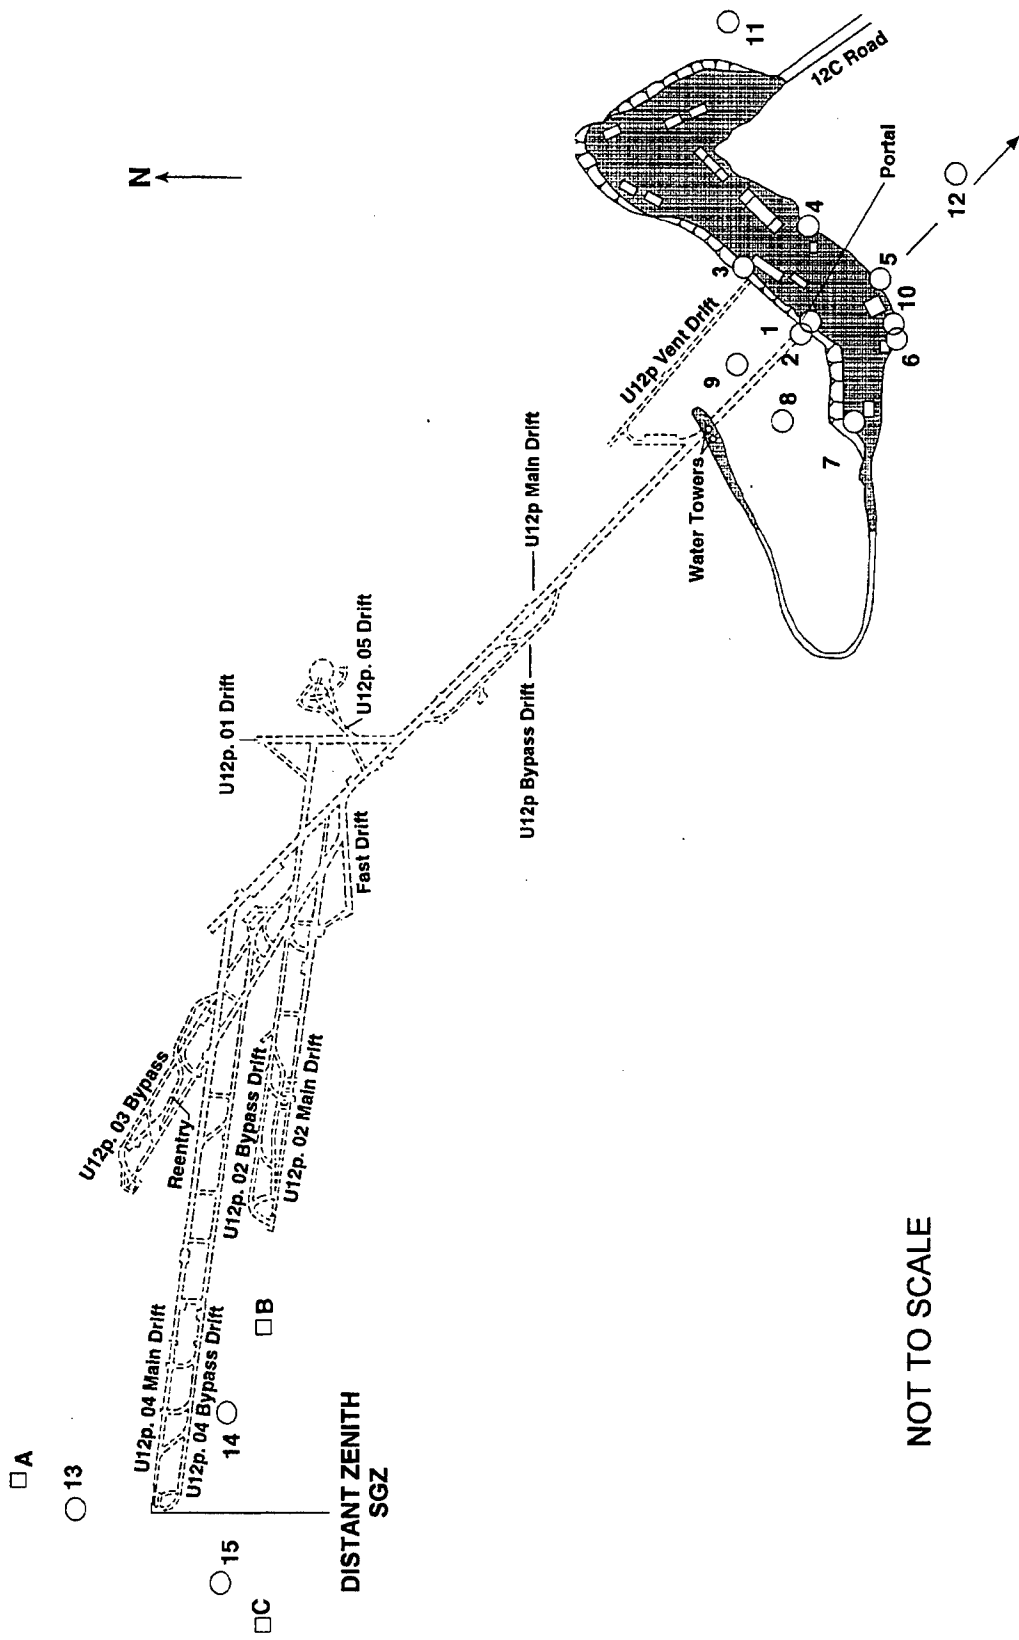 A
13
U12p. 04 Main Drift
U12p. 04 Bypass Drift
14
15
C
B
DISTANT ZENITH
SGZ
U12p. 03 Bypass
Reentry
U12p. 02 Bypass Drift
U12p. 02 Main Drift
U12p. 01 Drift
U12p. 05 Drift
Fast Drift
U12p Main Drift
U12p Bypass Drift
N
U12p Vent Drift
Water Towers
9
8
7
1
2
3
4
5
10
6
Portal
11
12C Road
12
NOT TO SCALE